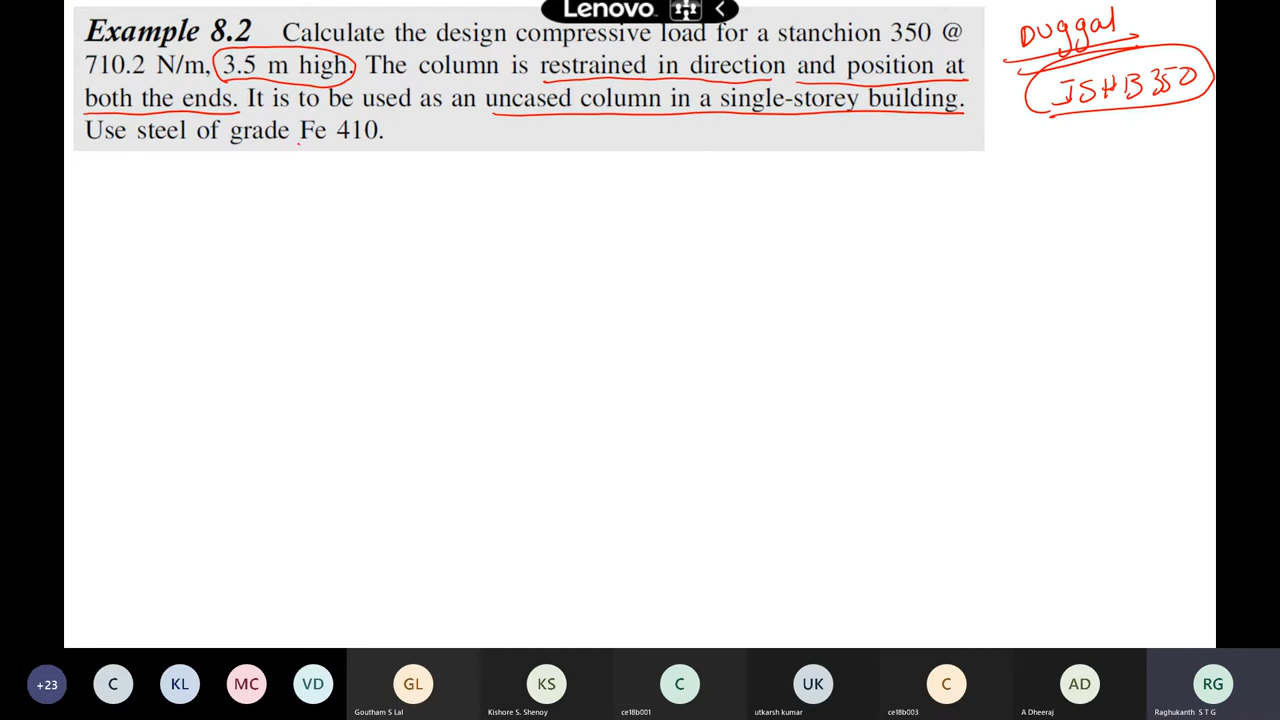 Lenovo
Example 8.2 Calculate the design compressive load for a stanchion 350 @
710.2 N/m, 3.5 m high. The column is restrained in direction and position at
both the ends. It is to be used as an uncased column in a single-storey building.
Use steel of grade Fe 410.
Duggal
ISHB 350
+23
C
KL
MC
VD
GL
Goutham S Lal
KS
Kishore S. Shenoy
C
ce18b001
UK
utkarsh kumar
C
ce18b003
AD
A Dheeraj
RG
Raghukanth S T G